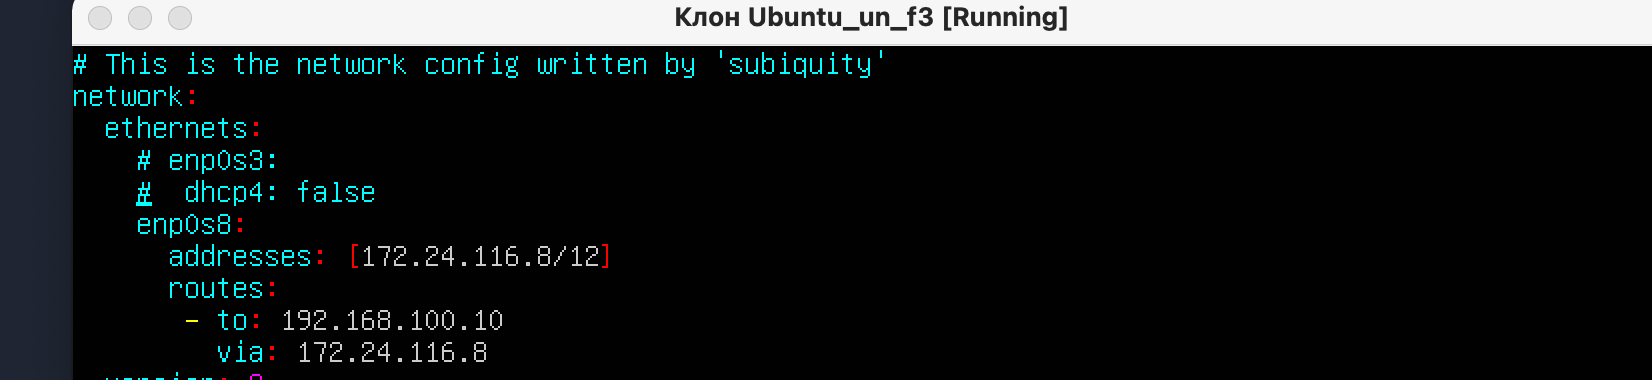 Клон Ubuntu_un_f3 [Running]
# This is the network config written by 'subiquity'
network:
  ethernets:
    # enp0s3:
    #  dhcp4: false
    enp0s8:
      addresses: [172.24.116.8/12]
      routes:
       - to: 192.168.100.10
         via: 172.24.116.8